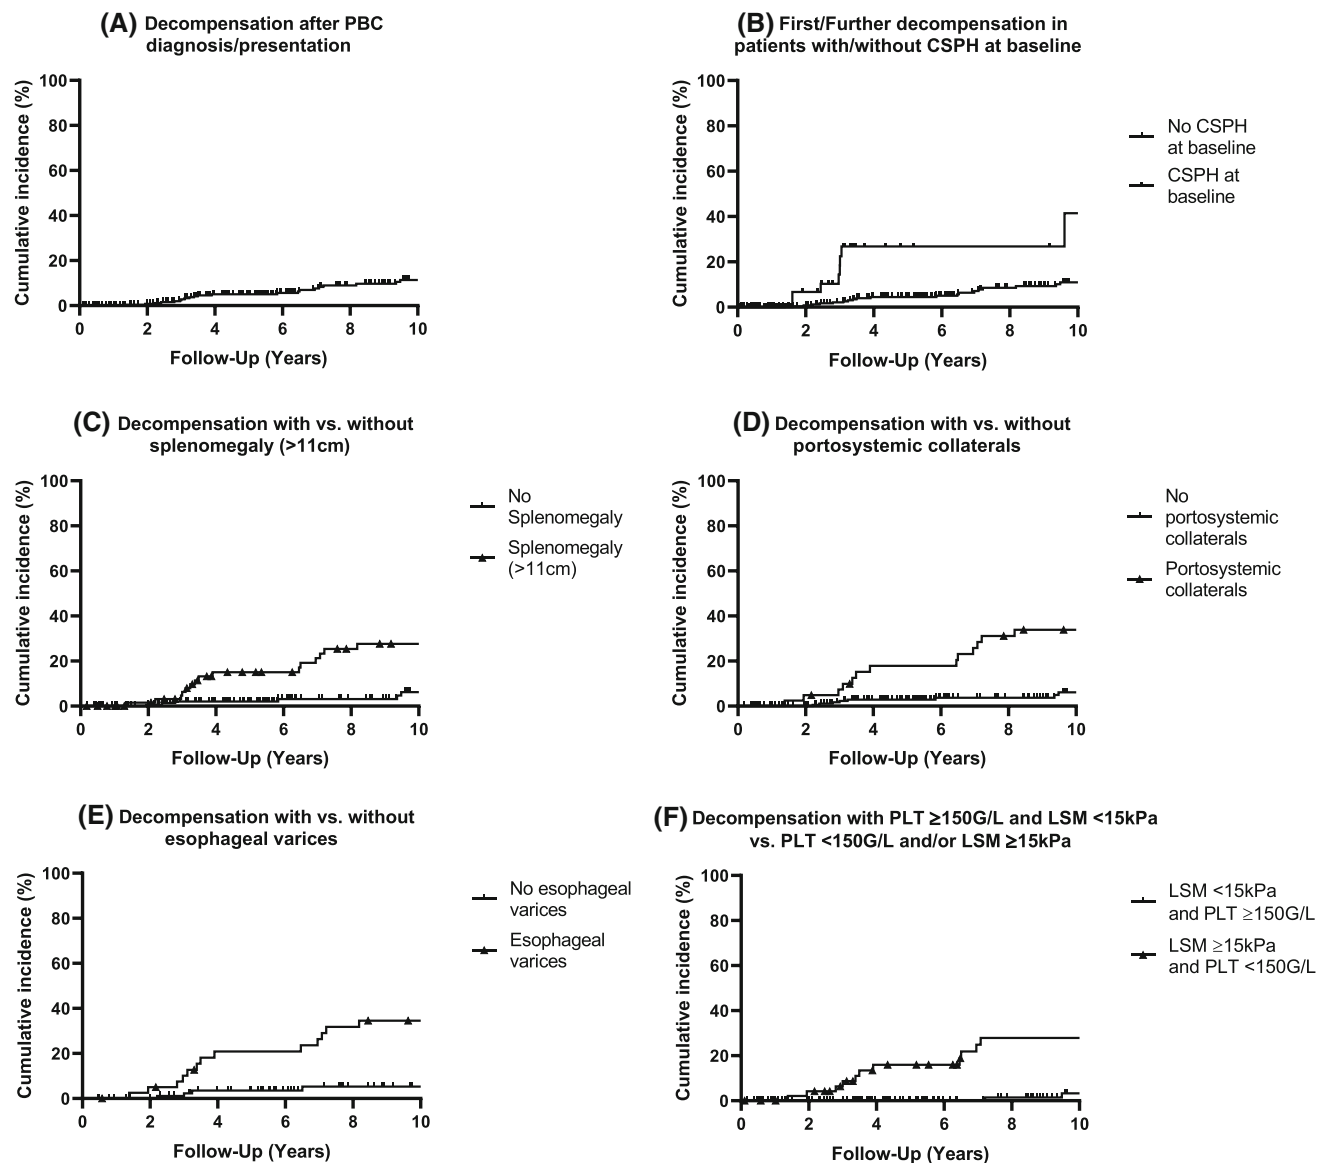 (A) Decompensation after PBC
diagnosis/presentation
Cumulative incidence (%)
100
80
60
40
20
0
0 2 4 6 8 10
Follow-Up (Years)
(B) First/Further decompensation in
patients with/without CSPH at baseline
Cumulative incidence (%)
100
80
60
40
20
0
0 2 4 6 8 10
Follow-Up (Years)
No CSPH
at baseline
CSPH at
baseline
(C) Decompensation with vs. without
splenomegaly (>11cm)
Cumulative incidence (%)
100
80
60
40
20
0
0 2 4 6 8 10
Follow-Up (Years)
No
Splenomegaly
Splenomegaly
(>11cm)
(D) Decompensation with vs. without
portosystemic collaterals
Cumulative incidence (%)
100
80
60
40
20
0
0 2 4 6 8 10
Follow-Up (Years)
No
portosystemic
collaterals
Portosystemic
collaterals
(E) Decompensation with vs. without
esophageal varices
Cumulative incidence (%)
100
80
60
40
20
0
0 2 4 6 8 10
Follow-Up (Years)
No esophageal
varices
Esophageal
varices
(F) Decompensation with PLT ≥150G/L and LSM <15kPa
vs. PLT <150G/L and/or LSM ≥15kPa
Cumulative incidence (%)
100
80
60
40
20
0
0 2 4 6 8 10
Follow-Up (Years)
LSM <15kPa
and PLT ≥150G/L
LSM ≥15kPa
and PLT <150G/L